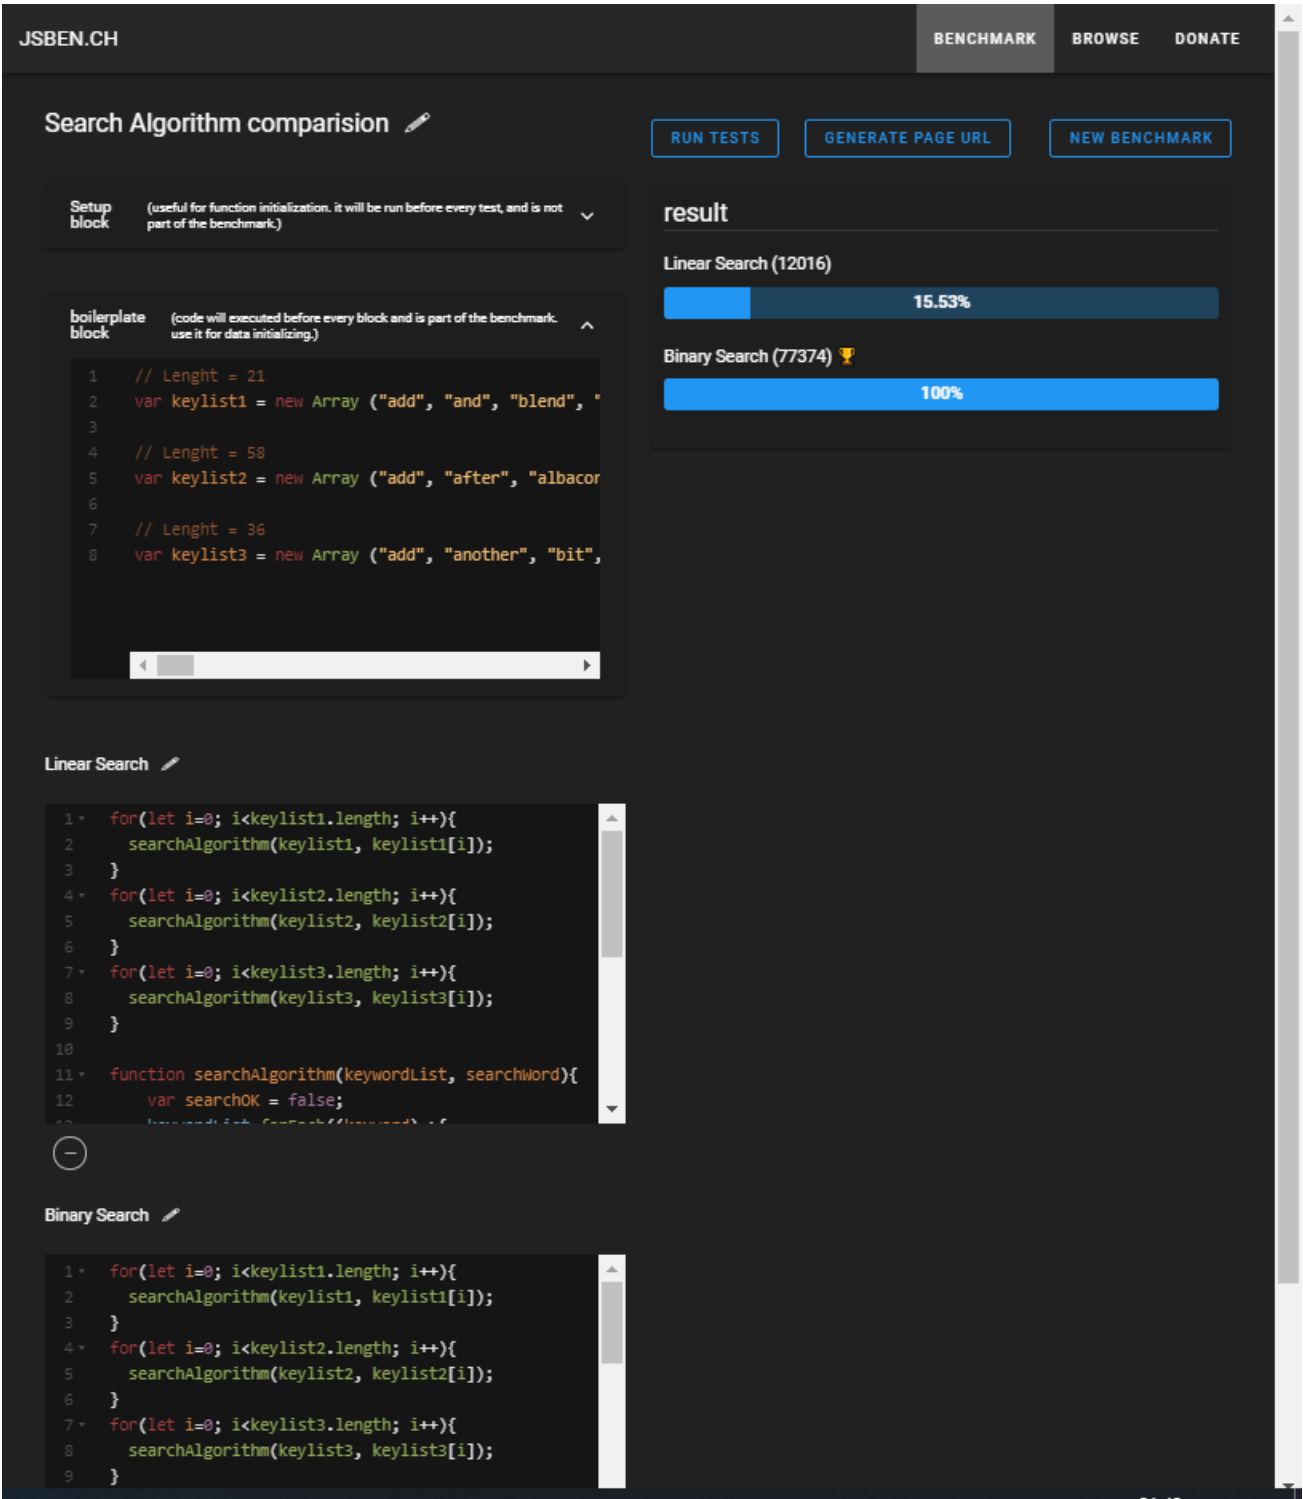 JSBEN.CH
BENCHMARK BROWSE DONATE
Search Algorithm comparision
RUN TESTS GENERATE PAGE URL NEW BENCHMARK
Setup block
(useful for function initialization. it will be run before every test, and is not
part of the benchmark.)
result
Linear Search (12016)
15.53%
Binary Search (77374)
100%
boilerplate block
(code will executed before every block and is part of the benchmark.
use it for data initializing.)
1 // Lenght = 21
2 var keylist1 = new Array ("add", "and", "blend", "
3
4 // Lenght = 58
5 var keylist2 = new Array ("add", "after", "albacor
6
7 // Lenght = 36
8 var keylist3 = new Array ("add", "another", "bit",
Linear Search
1 for(let i=0; i<keylist1.length; i++){
2 searchAlgorithm(keylist1, keylist1[i]);
3 }
4 for(let i=0; i<keylist2.length; i++){
5 searchAlgorithm(keylist2, keylist2[i]);
6 }
7 for(let i=0; i<keylist3.length; i++){
8 searchAlgorithm(keylist3, keylist3[i]);
9 }
10
11 function searchAlgorithm(keywordList, searchWord){
12 var searchOK = false;
Binary Search
1 for(let i=0; i<keylist1.length; i++){
2 searchAlgorithm(keylist1, keylist1[i]);
3 }
4 for(let i=0; i<keylist2.length; i++){
5 searchAlgorithm(keylist2, keylist2[i]);
6 }
7 for(let i=0; i<keylist3.length; i++){
8 searchAlgorithm(keylist3, keylist3[i]);
9 }